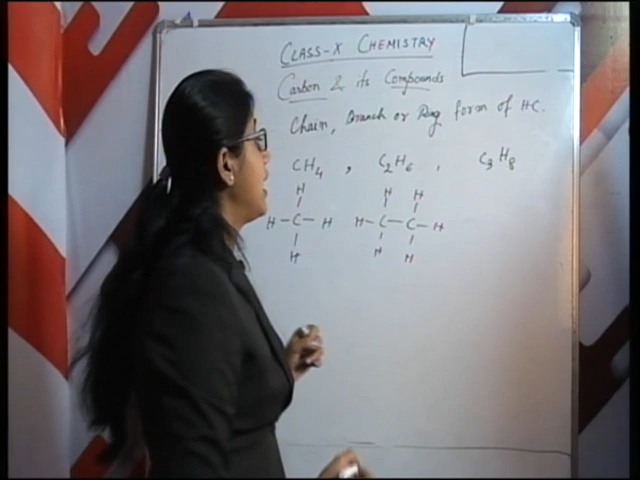 CLASS-X CHEMISTRY
Carbon & its Compounds
Chain, Branch or Ring form of HC.
CH₄ , C₂H₆ , C₃H₈
H H H
H-C-H H-C-C-H
H H H